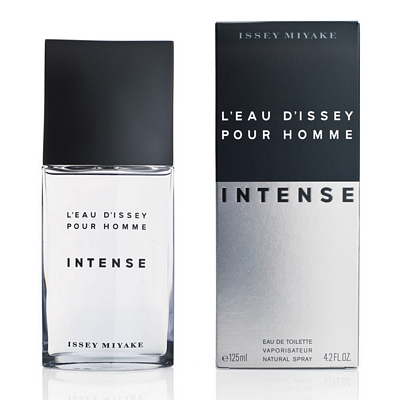 L'EAU D'ISSEY
POUR HOMME
INTENSE
ISSEY MIYAKE
ISSEY MIYAKE
L'EAU D'ISSEY
POUR HOMME
INTENSE
EAU DE TOILETTE
VAPORISATEUR
℮125ml NATURAL SPRAY 4.2 FL.OZ.